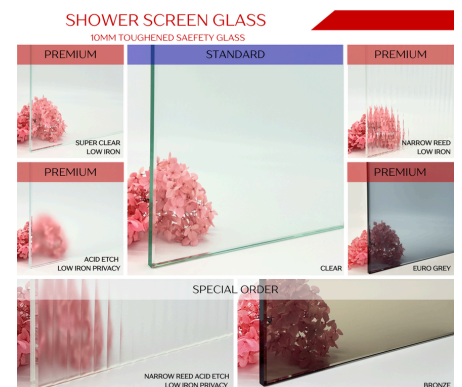 SHOWER SCREEN GLASS
10MM TOUGHENED SAEFETY GLASS
PREMIUM
STANDARD
PREMIUM
SUPER CLEAR
LOW IRON
NARROW REED
LOW IRON
PREMIUM
PREMIUM
ACID ETCH
LOW IRON PRIVACY
CLEAR
EURO GREY
SPECIAL ORDER
NARROW REED ACID ETCH
LOW IRON PRIVACY
BRONZE